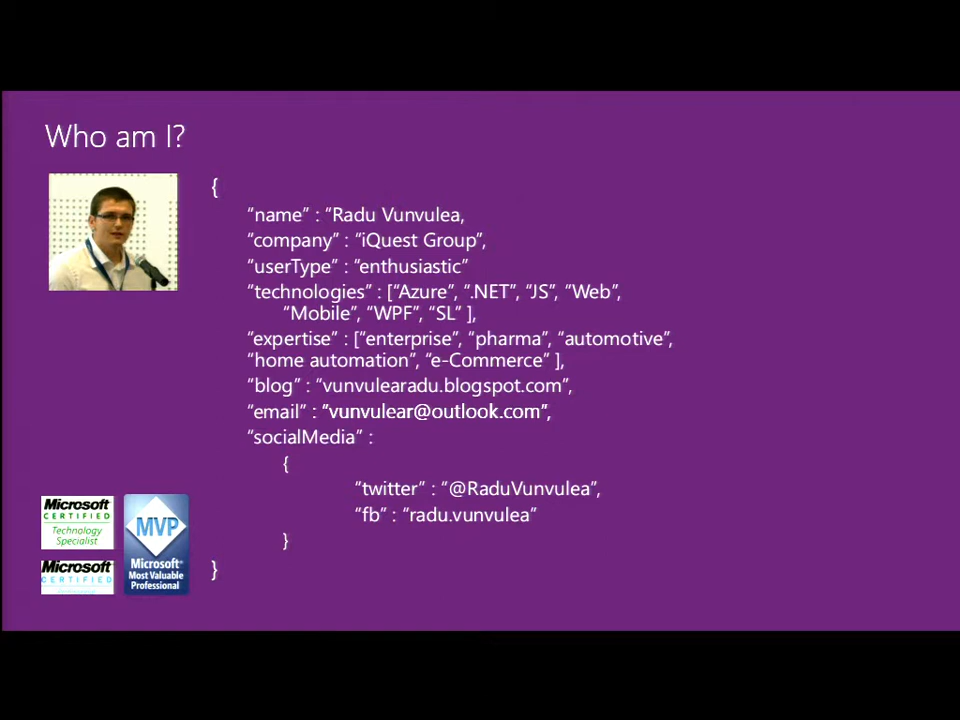 Who am I?
{
“name” : “Radu Vunvulea,
“company” : “iQuest Group”,
“userType” : “enthusiastic”
“technologies” : [“Azure”, “.NET”, “JS”, “Web”,
“Mobile”, “WPF”, “SL” ],
“expertise” : [“enterprise”, “pharma”, “automotive”,
“home automation”, “e-Commerce” ],
“blog” : “vunvulearadu.blogspot.com”,
“email” : “vunvulear@outlook.com”,
“socialMedia” :
{
“twitter” : “@RaduVunvulea”,
“fb” : “radu.vunvulea”
}
}
Microsoft
CERTIFIED
Technology
Specialist
Microsoft
CERTIFIED
MVP
Microsoft®
Most Valuable
Professional